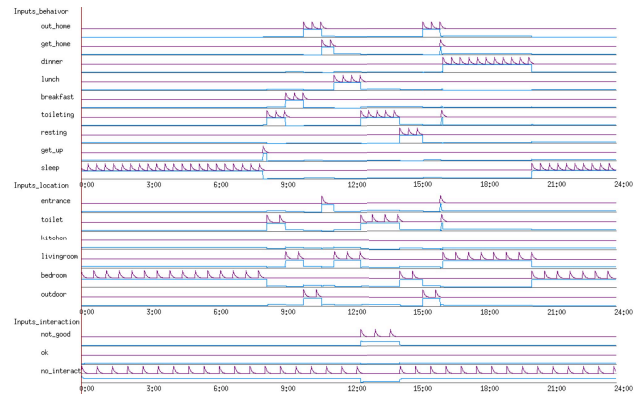 Inputs_behaivor
out_home
get_home
dinner
lunch
breakfast
toileting
resting
get_up
sleep
0;00 3;00 6;00 9;00 12;00 15;00 18;00 21;00 24;00
Inputs_location
entrance
toilet
kitchen
livingroom
bedroom
outdoor
0;00 3;00 6;00 9;00 12;00 15;00 18;00 21;00 24;00
Inputs_interaction
not_good
ok
no_interact
0;00 3;00 6;00 9;00 12;00 15;00 18;00 21;00 24;00